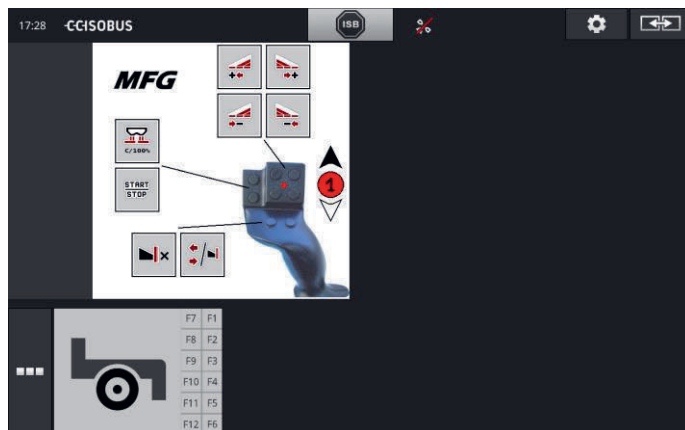 17:28 CCISOBUS ISB
MFG
C/100%
START
STOP
1
F7 F1
F8 F2
F9 F3
F10 F4
F11 F5
F12 F6